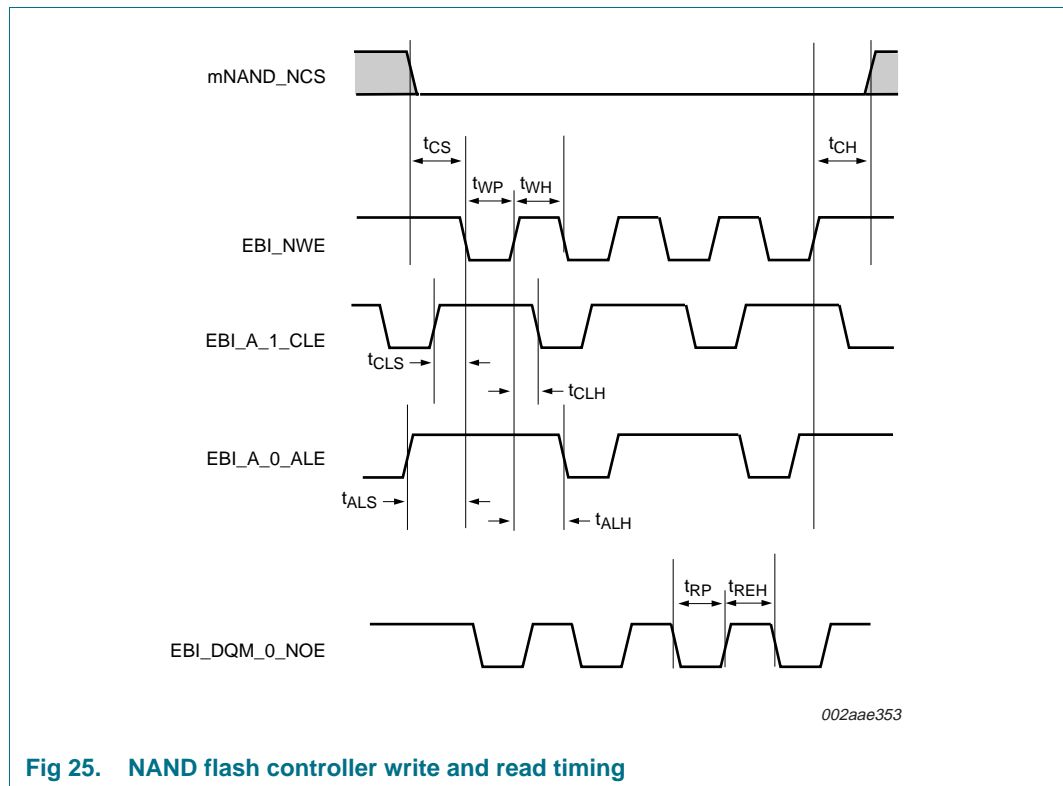 mNAND_NCS
tCS
tCH
tWP
tWH
EBI_NWE
EBI_A_1_CLE
tCLS
tCLH
EBI_A_0_ALE
tALS
tALH
tRP
tREH
EBI_DQM_0_NOE
002aae353
Fig 25. NAND flash controller write and read timing